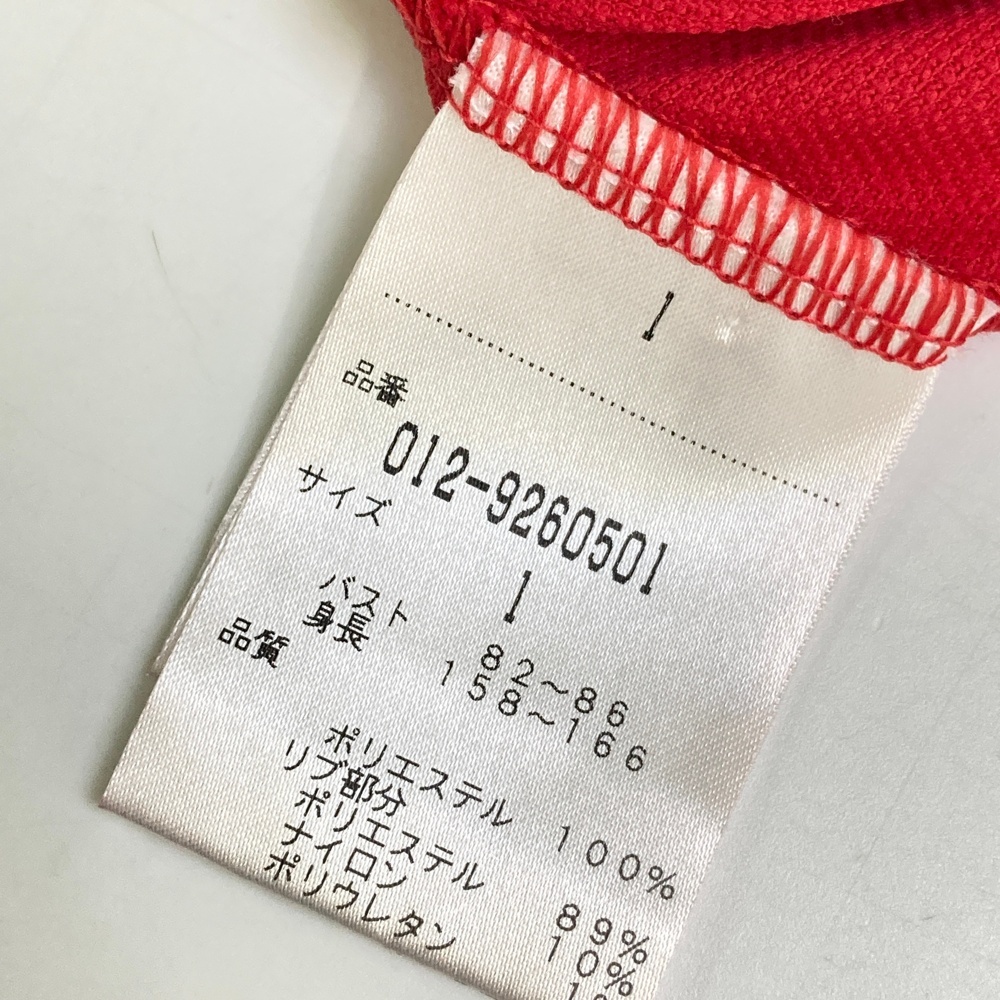 1
品番
012-9260501
サイズ
1
バスト 82～86
身長 158～166
品質
ポリエステル 100%
リブ部分
ポリエステル 89%
ナイロン 10%
ポリウレタン